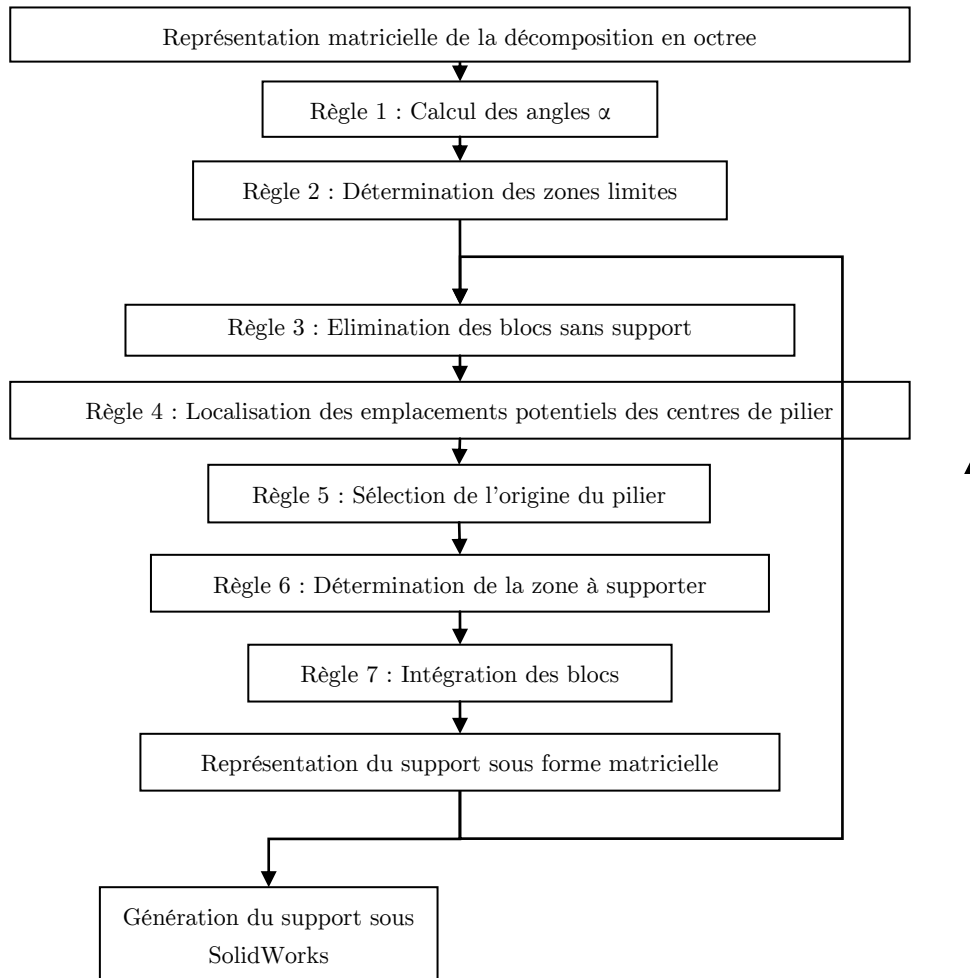 Représentation matricielle de la décomposition en octree
Règle 1 : Calcul des angles α
Règle 2 : Détermination des zones limites
Règle 3 : Elimination des blocs sans support
Règle 4 : Localisation des emplacements potentiels des centres de pilier
Règle 5 : Sélection de l'origine du pilier
Règle 6 : Détermination de la zone à supporter
Règle 7 : Intégration des blocs
Représentation du support sous forme matricielle
Génération du support sous
SolidWorks